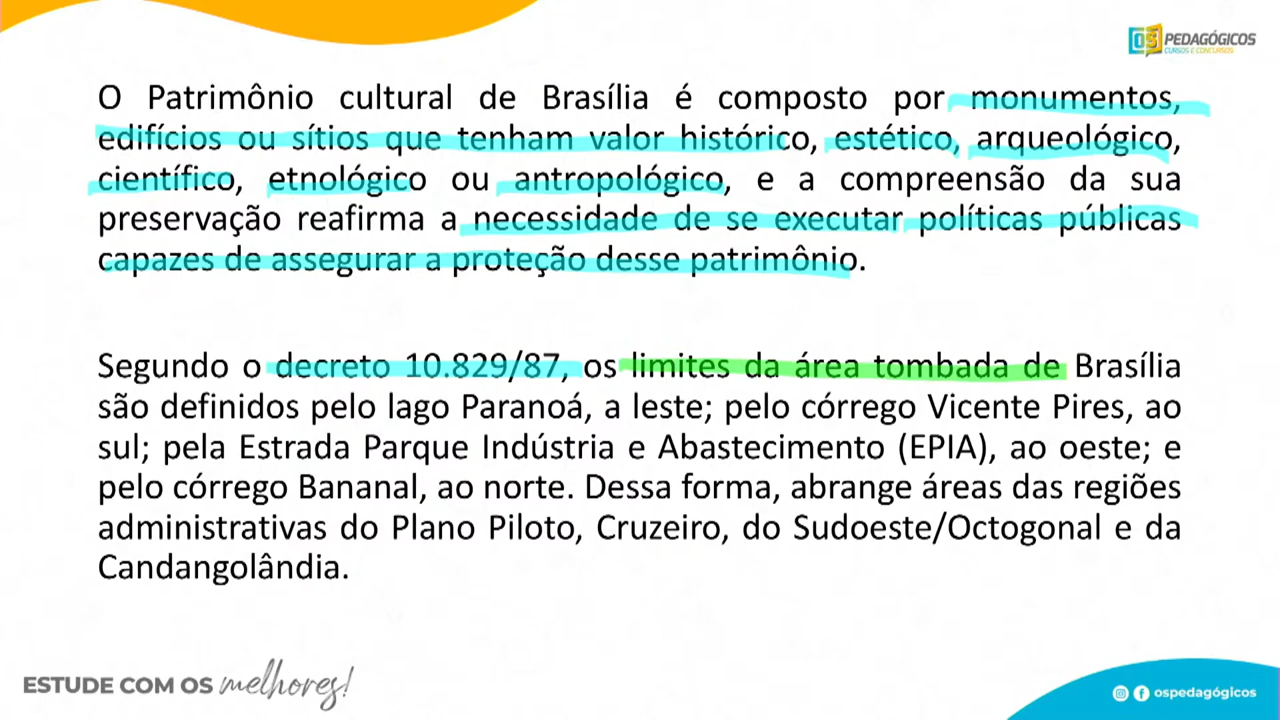 OS PEDAGÓGICOS
CURSOS E CONCURSOS
O Patrimônio cultural de Brasília é composto por monumentos,
edifícios ou sítios que tenham valor histórico, estético, arqueológico,
científico, etnológico ou antropológico, e a compreensão da sua
preservação reafirma a necessidade de se executar políticas públicas
capazes de assegurar a proteção desse patrimônio.
Segundo o decreto 10.829/87, os limites da área tombada de Brasília
são definidos pelo lago Paranoá, a leste; pelo córrego Vicente Pires, ao
sul; pela Estrada Parque Indústria e Abastecimento (EPIA), ao oeste; e
pelo córrego Bananal, ao norte. Dessa forma, abrange áreas das regiões
administrativas do Plano Piloto, Cruzeiro, do Sudoeste/Octogonal e da
Candangolândia.
ESTUDE COM OS melhores!
ospedagógicos